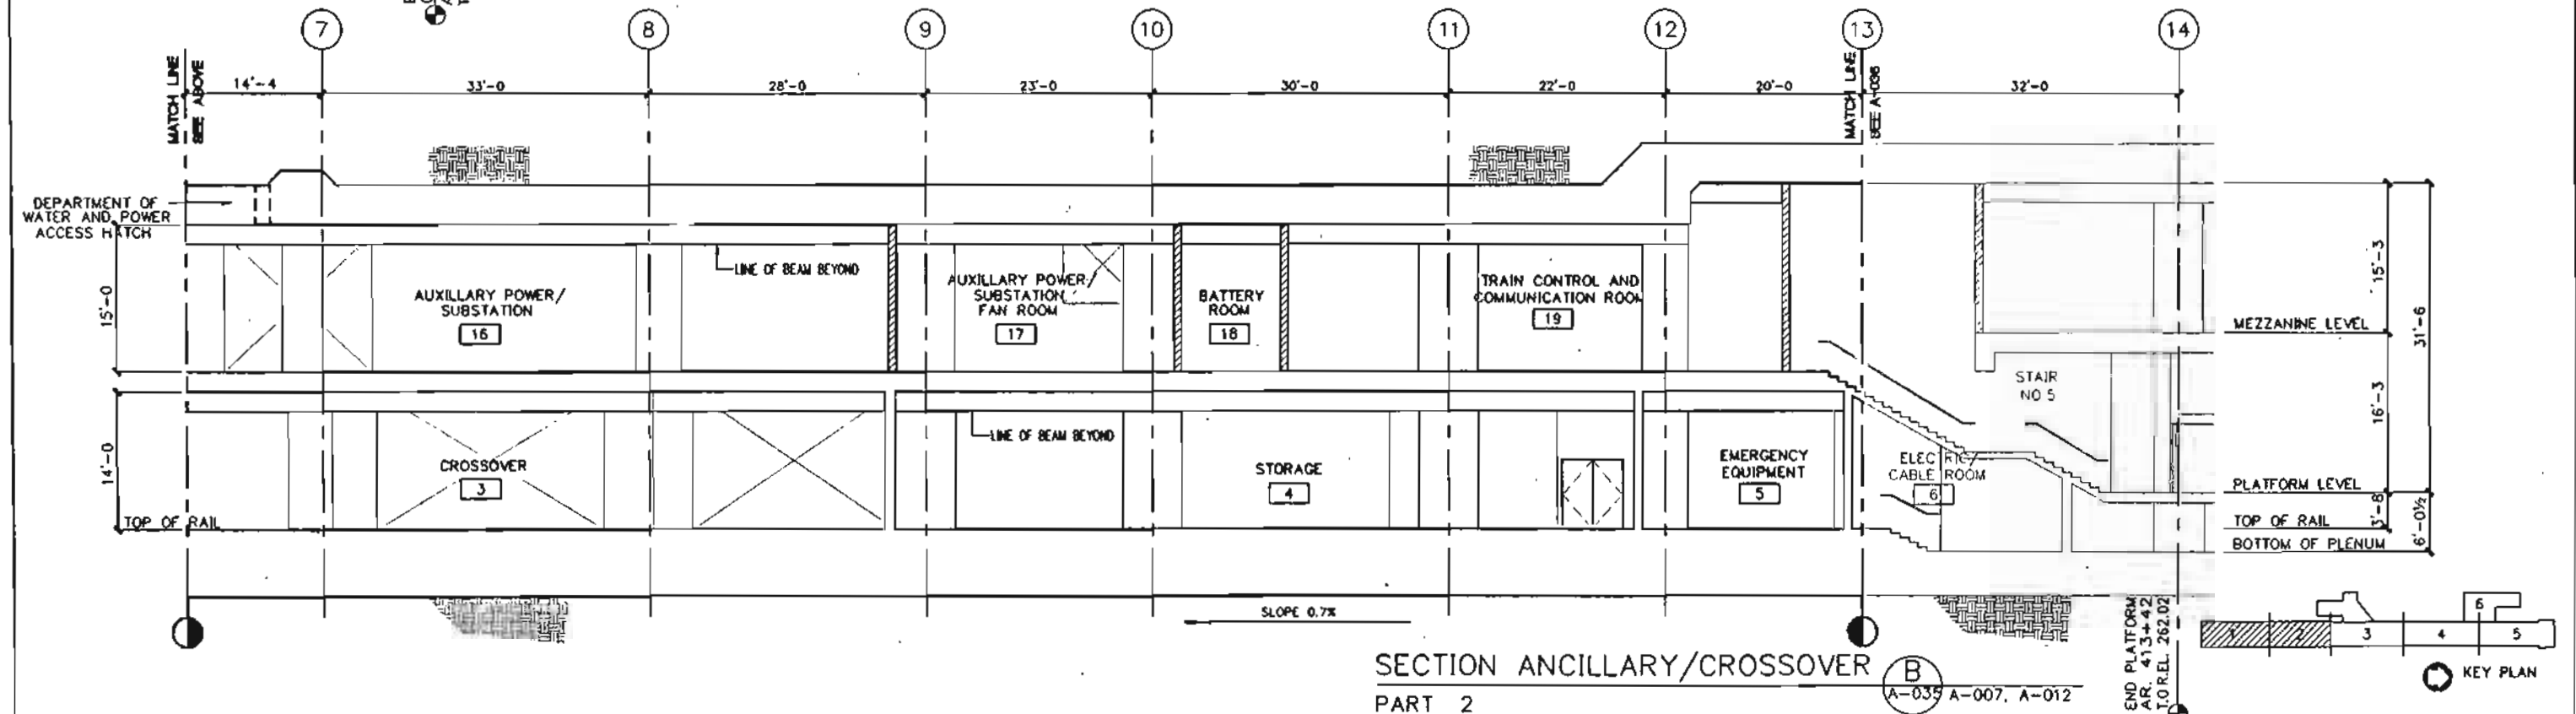 7 8 9 10 11 12 13 14
MATCH LINE
SEE ABOVE
14'-4
33'-0
28'-0
23'-0
30'-0
22'-0
20'-0
MATCH LINE
SEE A-036
32'-0
DEPARTMENT OF
WATER AND POWER
ACCESS HATCH
15'-0
AUXILLARY POWER/
SUBSTATION
16
LINE OF BEAM BEYOND
AUXILLARY POWER/
SUBSTATION
FAN ROOM
17
BATTERY
ROOM
18
TRAIN CONTROL AND
COMMUNICATION ROOM
19
15'-3
MEZZANINE LEVEL
31'-6
STAIR
NO 5
16'-3
14'-0
CROSSOVER
3
LINE OF BEAM BEYOND
STORAGE
4
EMERGENCY
EQUIPMENT
5
ELECTRIC/
CABLE ROOM
6
PLATFORM LEVEL
3'-8
TOP OF RAIL
TOP OF RAIL
6'-0½
BOTTOM OF PLENUM
SLOPE 0.7%
END PLATFORM
AR. 413+42
T.O R.EL. 262.02
1 2 3 4 5 6
KEY PLAN
SECTION ANCILLARY/CROSSOVER
B
A-035 A-007, A-012
PART 2